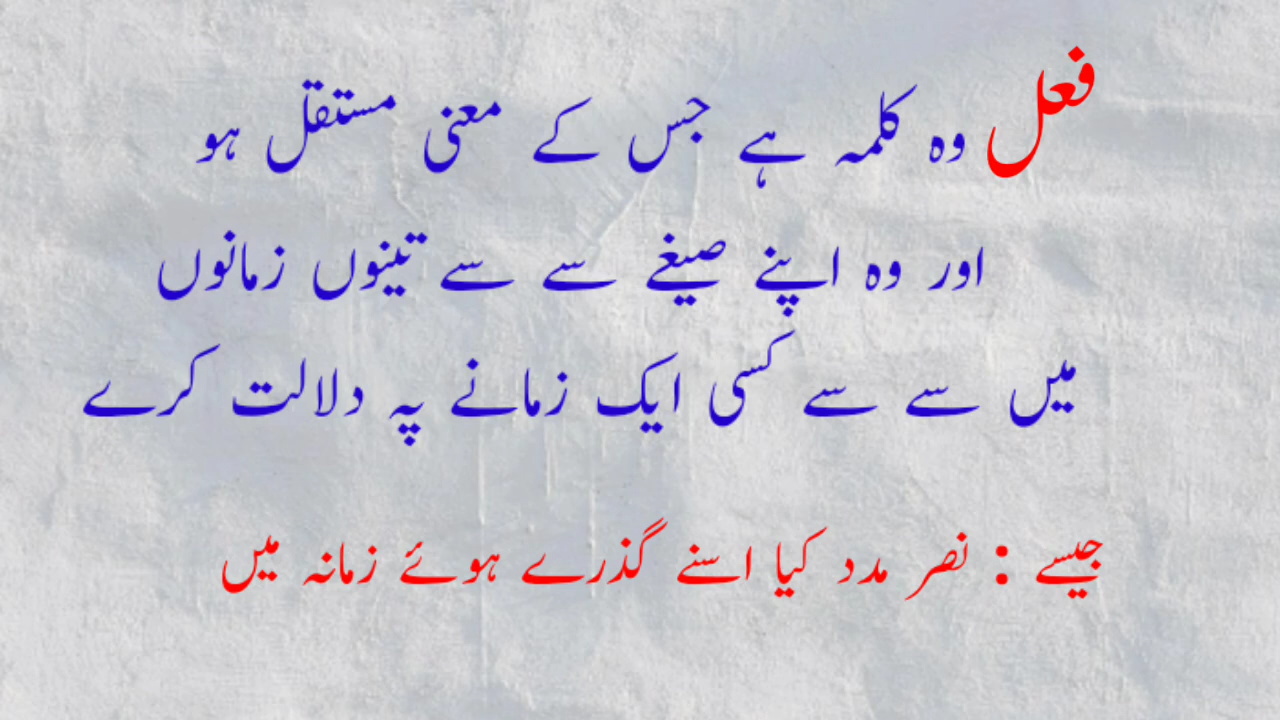 فعل وہ کلمہ ہے جس کے معنی مستقل ہو
اور وہ اپنے صیغے سے سے تینوں زمانوں
میں سے سے کسی ایک زمانے پہ دلالت کرے
جیسے : نصر مدد کیا اسنے گذرے ہوئے زمانہ میں